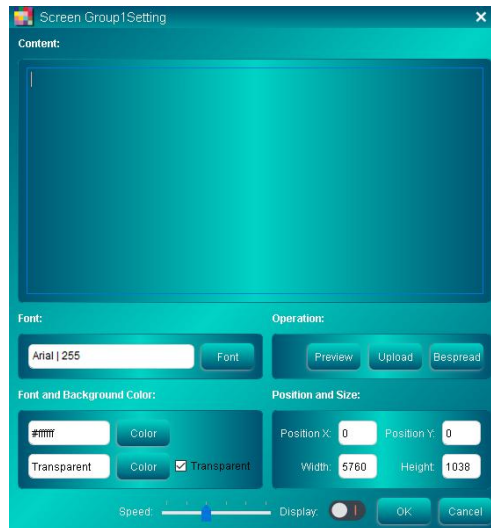 Screen Group1Setting
Content:
Font:
Arial | 255
Font
Operation:
Preview Upload Bespread
Font and Background Color:
#ffffff
Color
Transparent
Color
Transparent
Position and Size:
Position X: 0 Position Y: 0
Width: 5760 Height: 1038
Speed: Display: OK Cancel